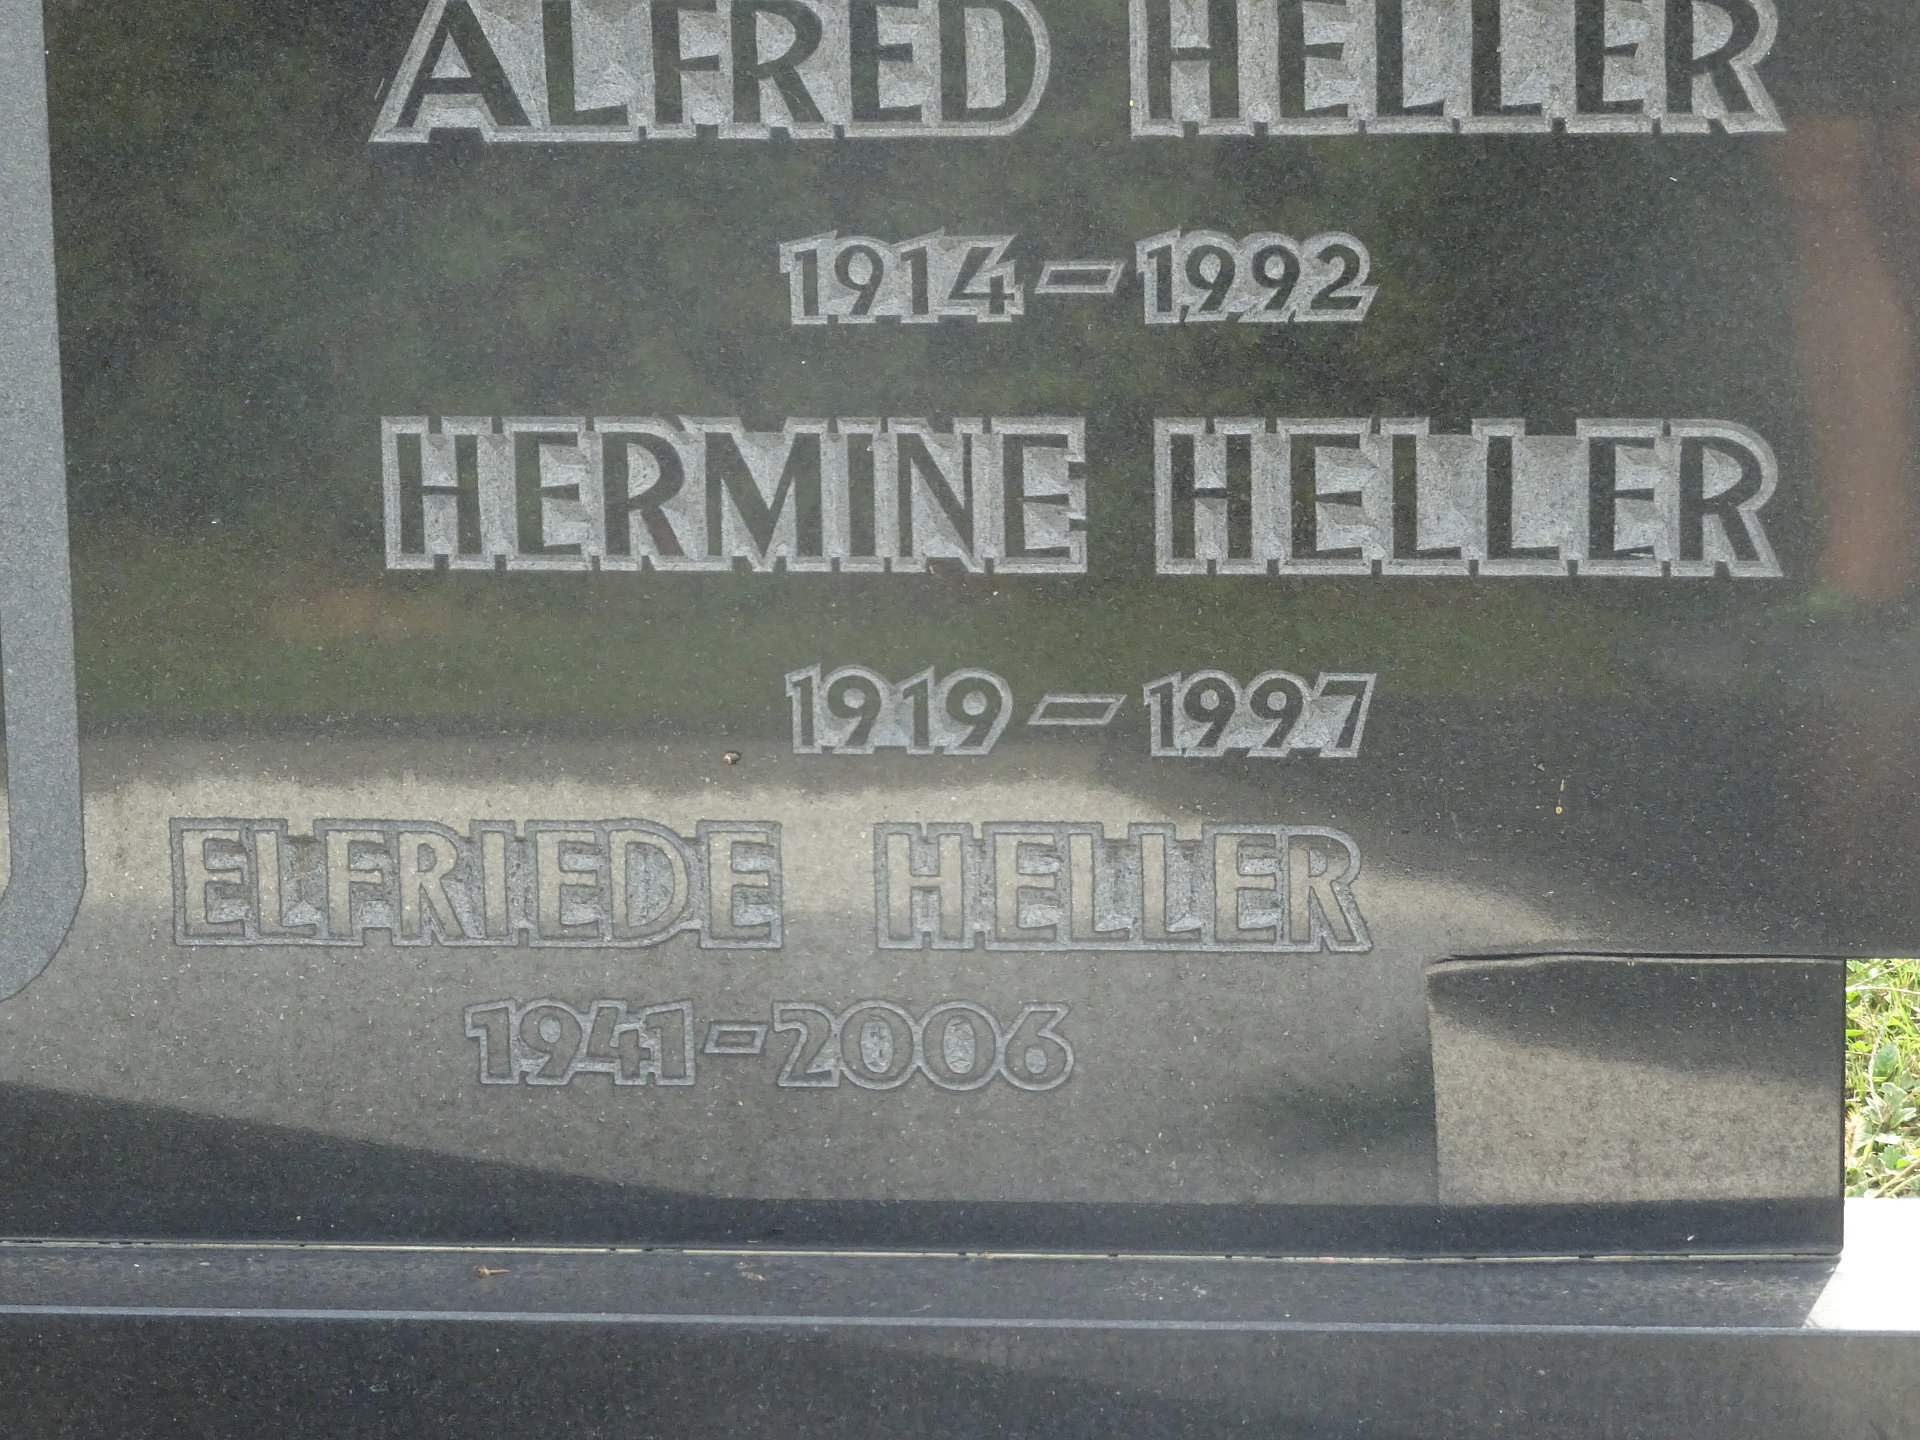 ALFRED HELLER
1914-1992
HERMINE HELLER
1919-1997
ELFRIEDE HELLER
1941-2006